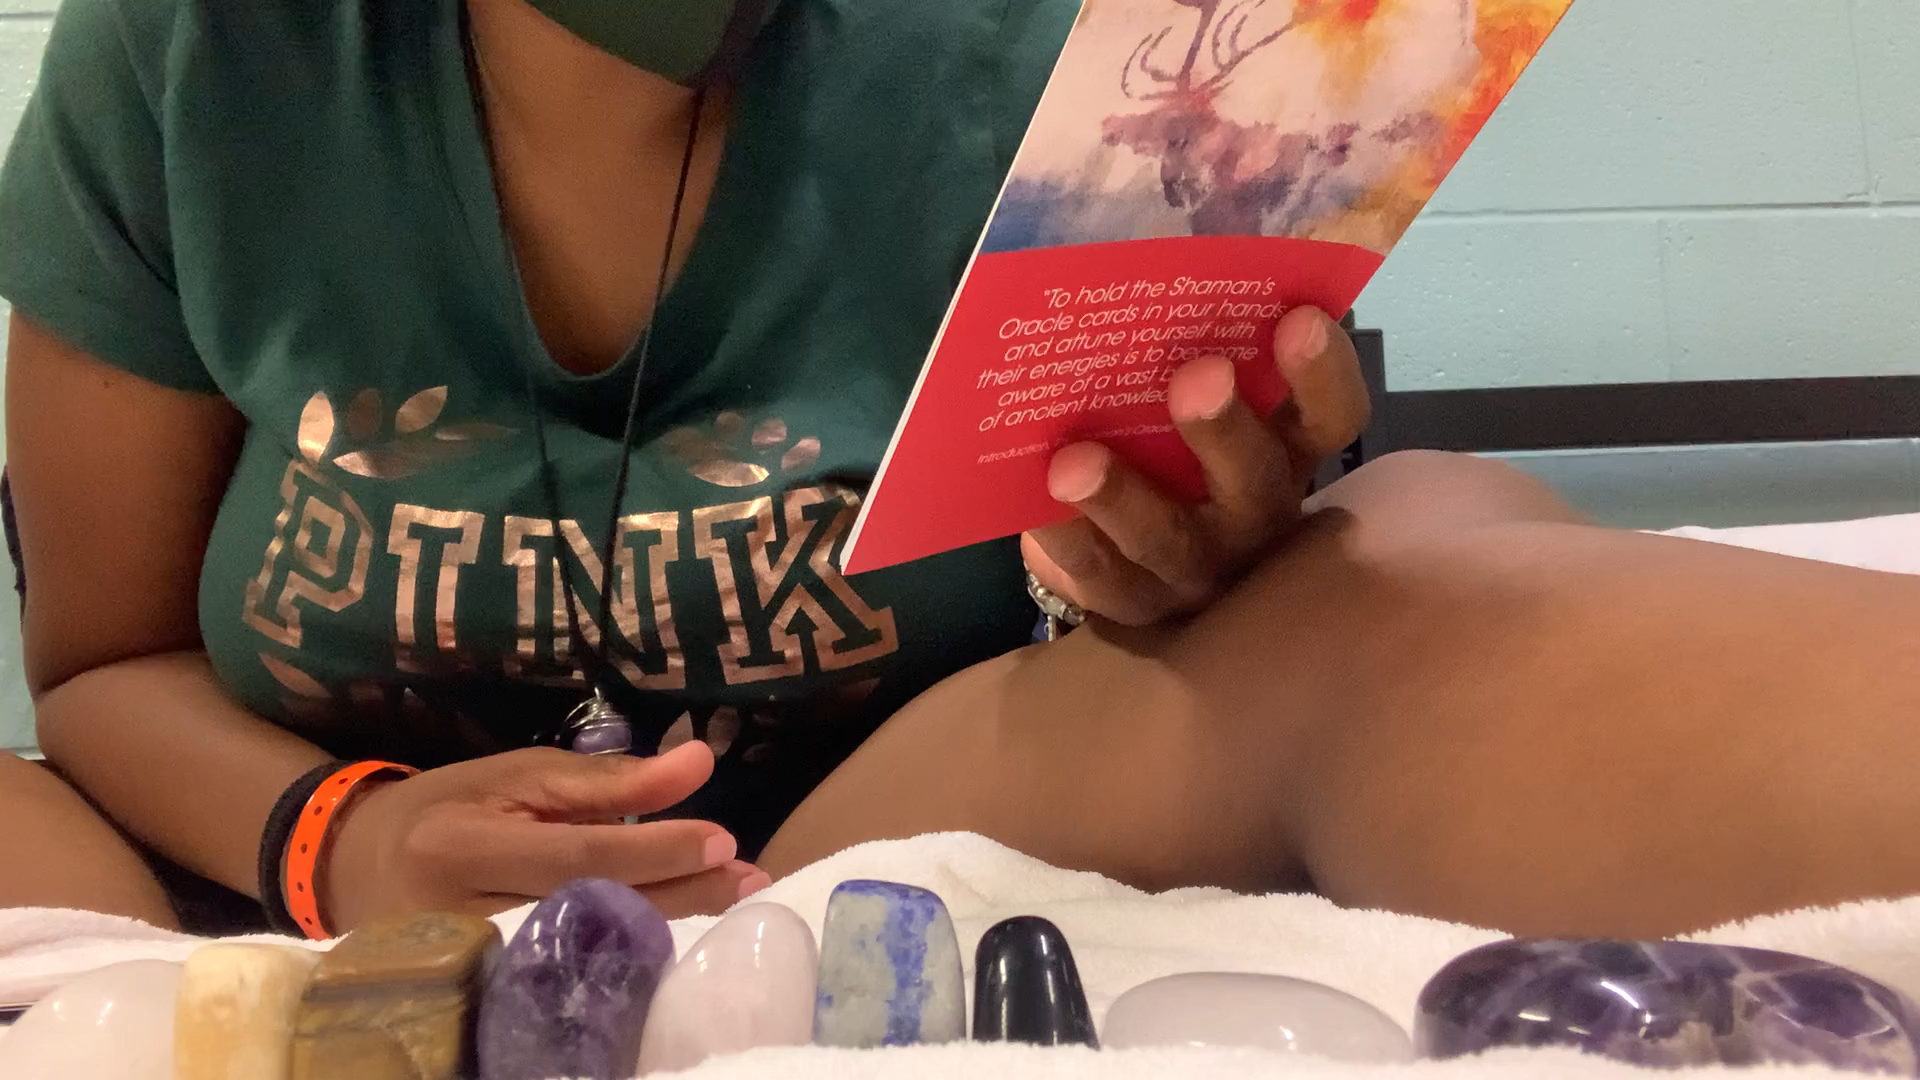 "To hold the Shaman's
Oracle cards in your hands
and attune yourself with
their energies is to become
aware of a vast
of ancient
Introduction,
PINK